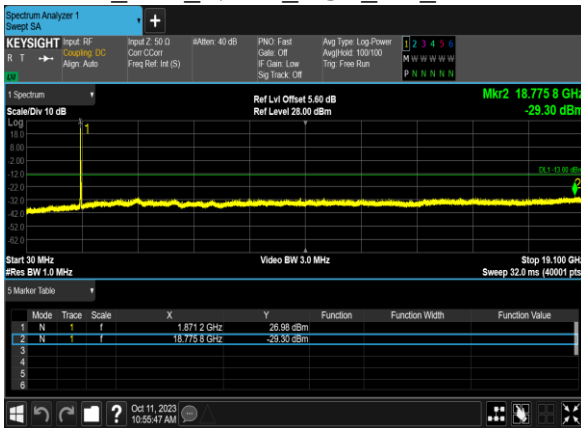 Spectrum Analyzer 1
Swept SA
+
KEYSIGHT Input: RF Input Z: 50 Ω #Atten: 40 dB PNO: Fast Avg Type: Log-Power 1 2 3 4 5 6
R T Coupling: DC Corr CCorr Gate: Off Avg|Hold: 100/100 M W W W W W
Align: Auto Freq Ref: Int (S) IF Gain: Low Trig: Free Run
LV Sig Track: Off P N N N N N
1 Spectrum Ref Lvl Offset 5.60 dB Mkr2 18.775 8 GHz
Scale/Div 10 dB Ref Level 28.00 dBm -29.30 dBm
Log
18.0 1
8.00
-2.00
-12.0 DL1 -13.00 dBm
-22.0 2
-32.0
-42.0
-52.0
-62.0
Start 30 MHz Video BW 3.0 MHz Stop 19.100 GHz
#Res BW 1.0 MHz Sweep 32.0 ms (40001 pts
5 Marker Table
Mode Trace Scale X Y Function Function Width Function Value
1 N 1 f 1.871 2 GHz 26.98 dBm
2 N 1 f 18.775 8 GHz -29.30 dBm
3
4
5
6
? Oct 11, 2023
10:55:47 AM